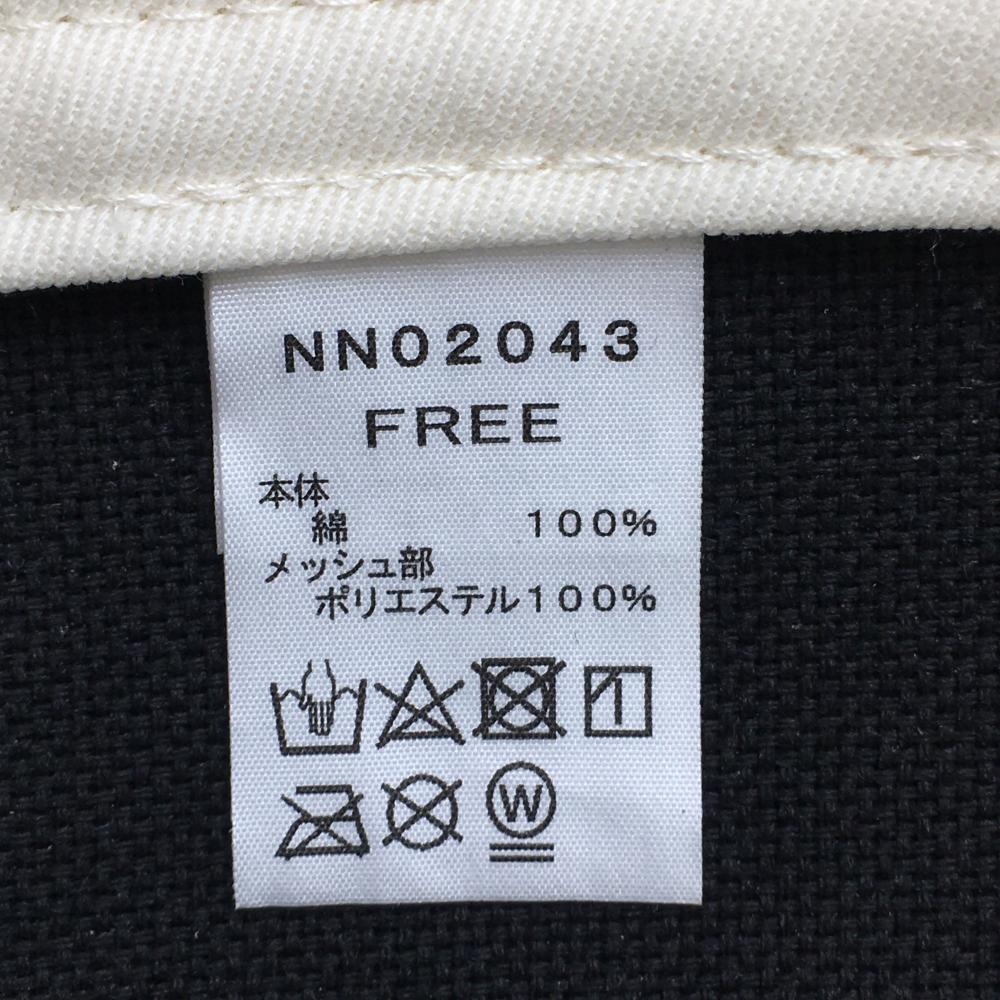 NN02043
FREE
本体
綿 100%
メッシュ部
ポリエステル100%
W